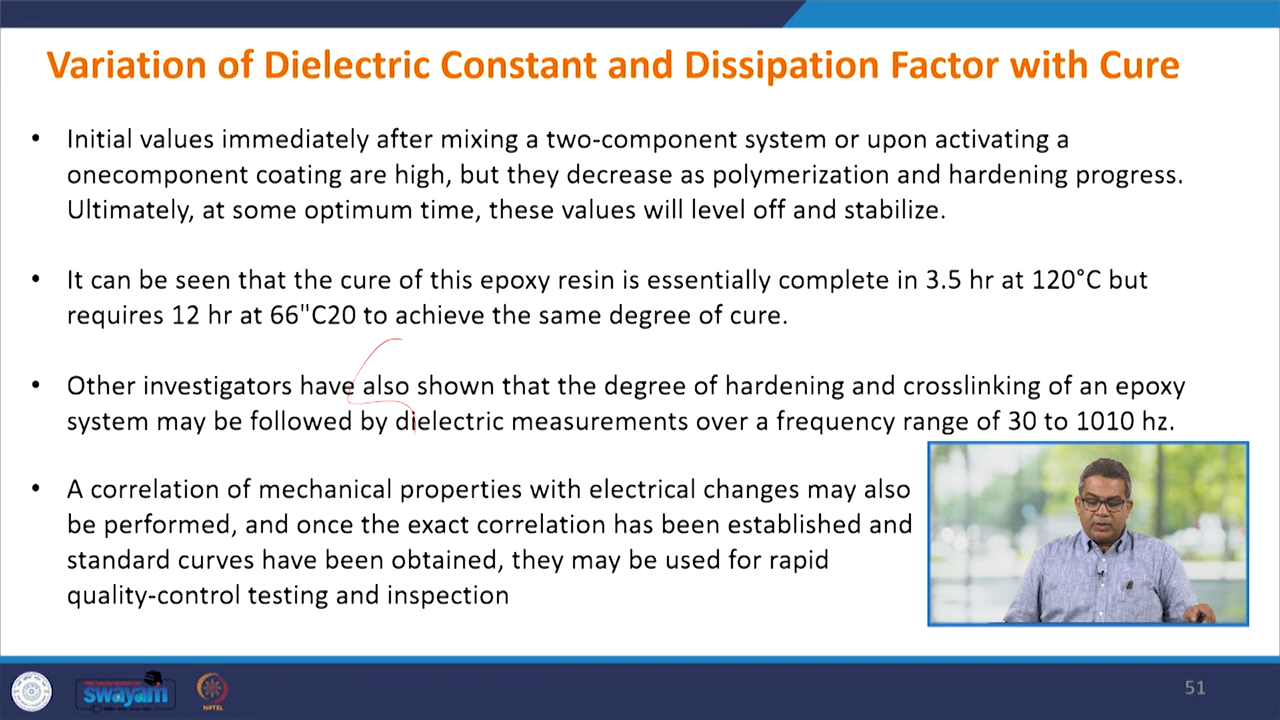 Variation of Dielectric Constant and Dissipation Factor with Cure
• Initial values immediately after mixing a two-component system or upon activating a
onecomponent coating are high, but they decrease as polymerization and hardening progress.
Ultimately, at some optimum time, these values will level off and stabilize.
• It can be seen that the cure of this epoxy resin is essentially complete in 3.5 hr at 120°C but
requires 12 hr at 66"C20 to achieve the same degree of cure.
• Other investigators have also shown that the degree of hardening and crosslinking of an epoxy
system may be followed by dielectric measurements over a frequency range of 30 to 1010 hz.
• A correlation of mechanical properties with electrical changes may also
be performed, and once the exact correlation has been established and
standard curves have been obtained, they may be used for rapid
quality-control testing and inspection
swayam
NPTEL
51